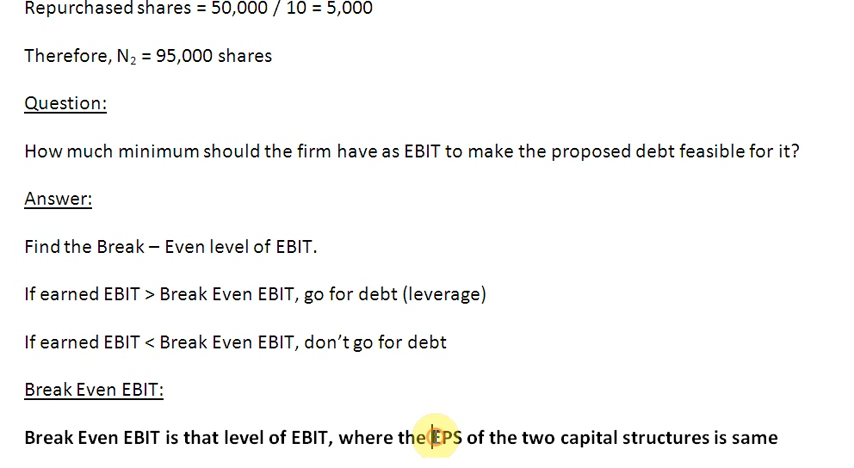 Repurchased shares = 50,000 / 10 = 5,000
Therefore, N₂ = 95,000 shares
Question:
How much minimum should the firm have as EBIT to make the proposed debt feasible for it?
Answer:
Find the Break – Even level of EBIT.
If earned EBIT > Break Even EBIT, go for debt (leverage)
If earned EBIT < Break Even EBIT, don’t go for debt
Break Even EBIT:
Break Even EBIT is that level of EBIT, where the EPS of the two capital structures is same